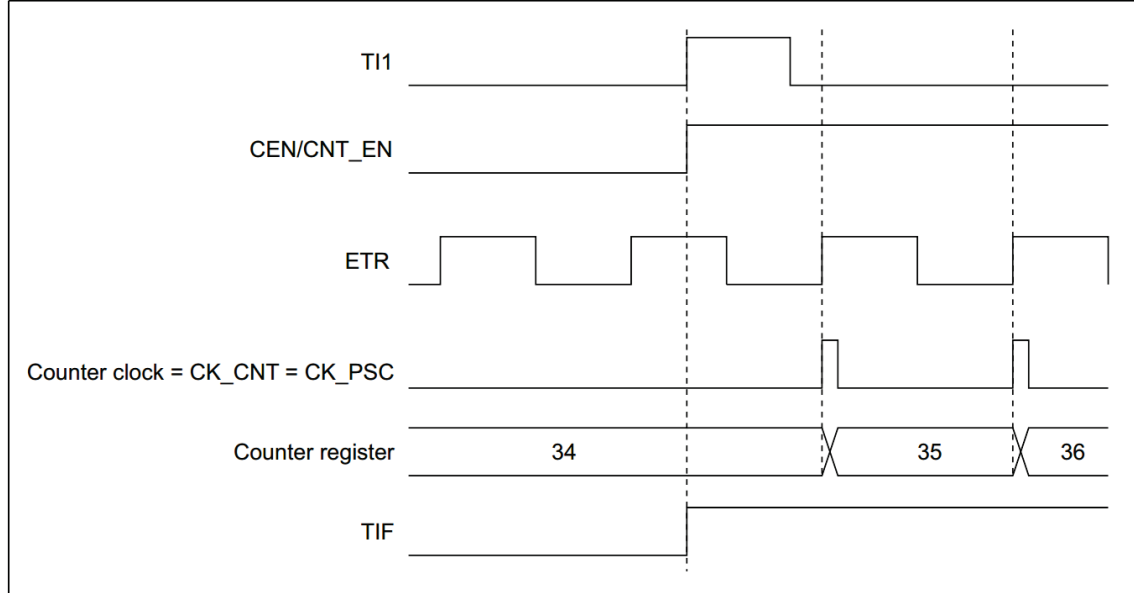 TI1
CEN/CNT_EN
ETR
Counter clock = CK_CNT = CK_PSC
Counter register
34
35
36
TIF